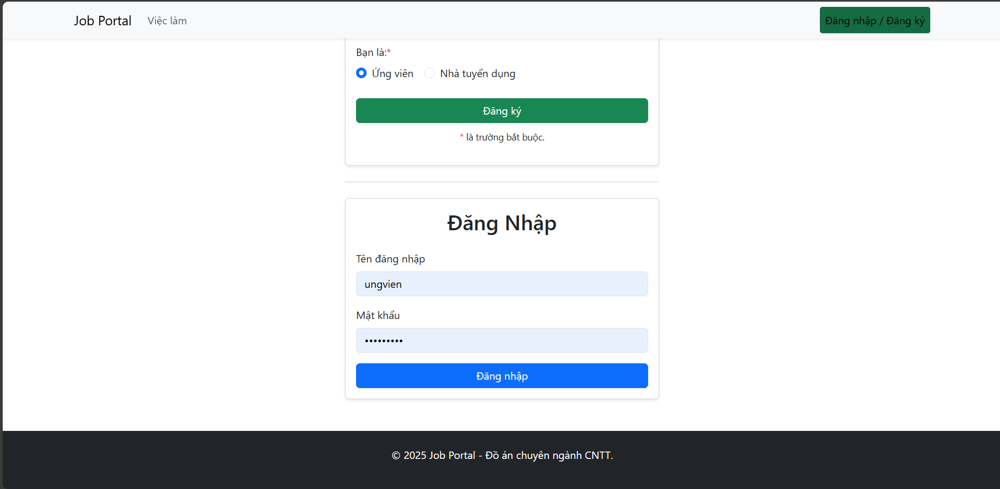 Job Portal Việc làm Đăng nhập / Đăng ký
Bạn là:*
Ứng viên Nhà tuyển dụng
Đăng ký
* là trường bắt buộc.
Đăng Nhập
Tên đăng nhập
ungvien
Mật khẩu
•••••••••
Đăng nhập
© 2025 Job Portal - Đồ án chuyên ngành CNTT.